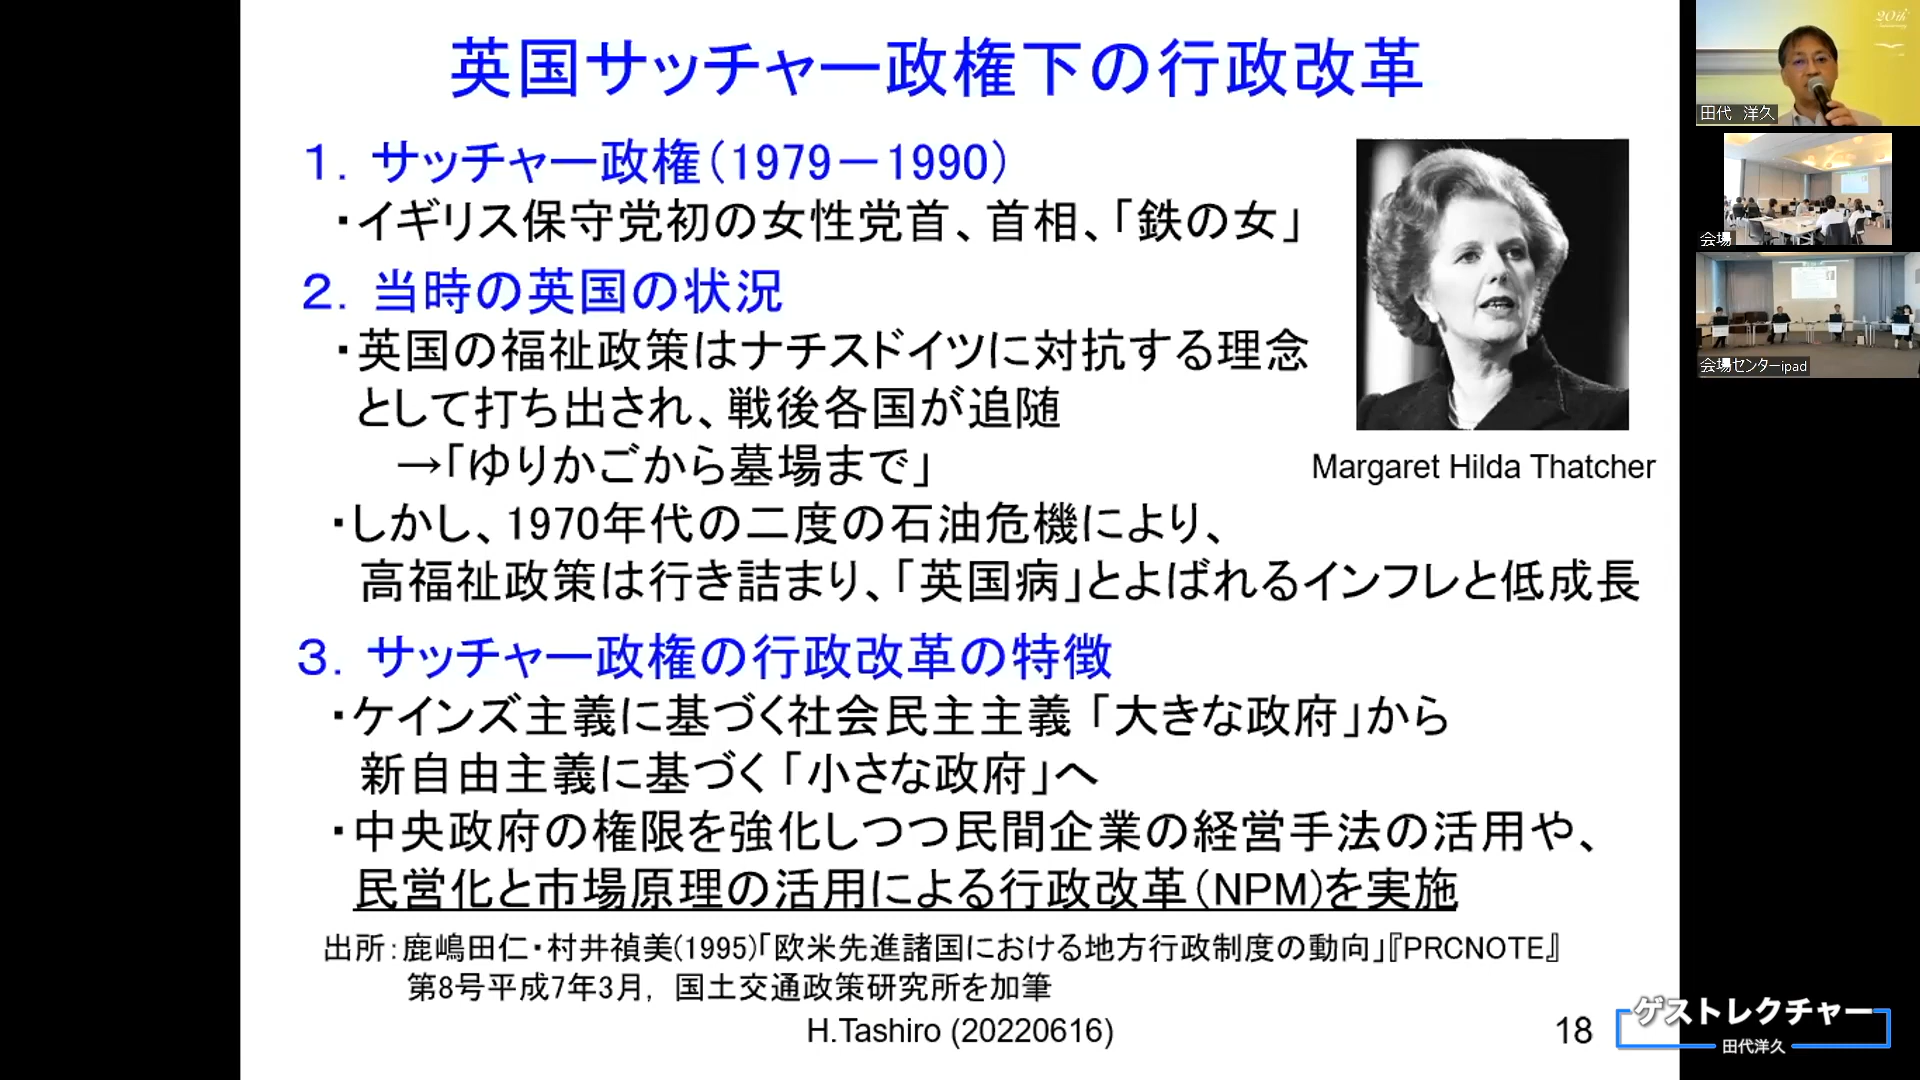 英国サッチャー政権下の行政改革
１．サッチャー政権（1979－1990）
・イギリス保守党初の女性党首、首相、「鉄の女」
２．当時の英国の状況
・英国の福祉政策はナチスドイツに対抗する理念
として打ち出され、戦後各国が追随
→「ゆりかごから墓場まで」
・しかし、1970年代の二度の石油危機により、
高福祉政策は行き詰まり、「英国病」とよばれるインフレと低成長
Margaret Hilda Thatcher
３．サッチャー政権の行政改革の特徴
・ケインズ主義に基づく社会民主主義「大きな政府」から
新自由主義に基づく「小さな政府」へ
・中央政府の権限を強化しつつ民間企業の経営手法の活用や、
民営化と市場原理の活用による行政改革（NPM)を実施
出所：鹿嶋田仁・村井禎美(1995)「欧米先進諸国における地方行政制度の動向」『PRCNOTE』
第8号平成7年3月，国土交通政策研究所を加筆
H.Tashiro (20220616)
18
ゲストレクチャー
田代洋久
20th
田代　洋久
会場
会場センターipad